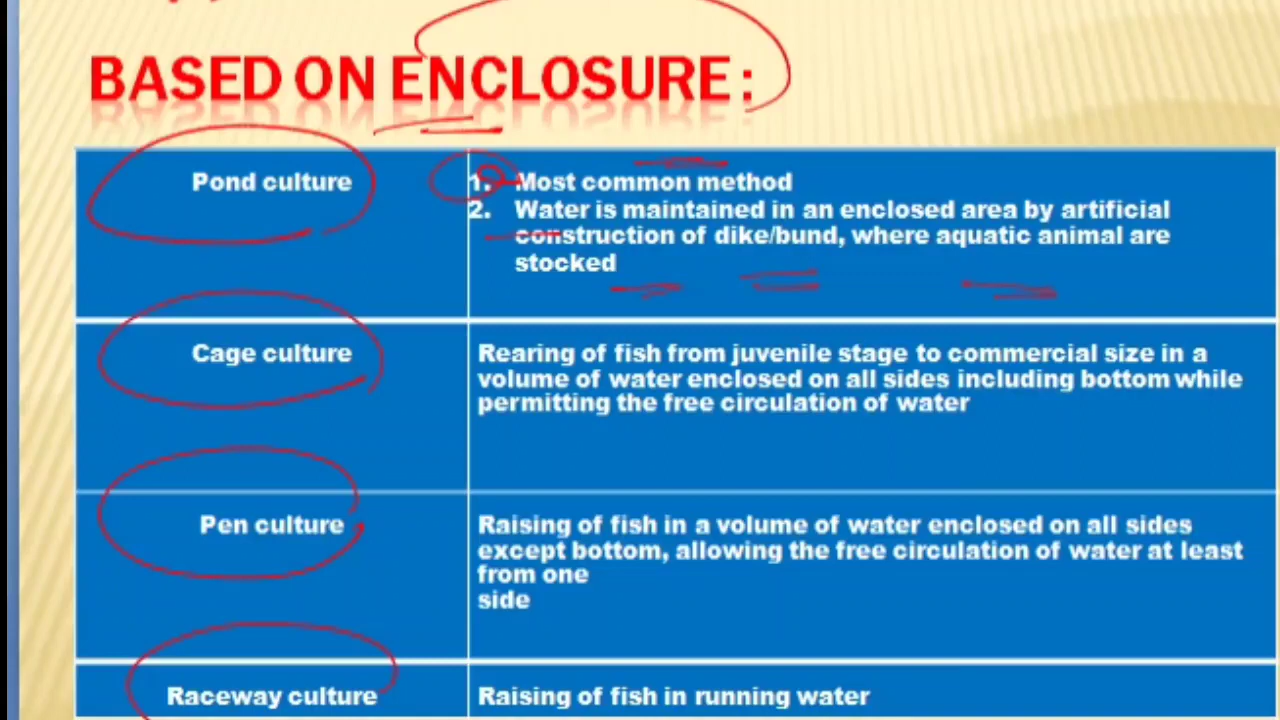 BASED ON ENCLOSURE :
Pond culture
1. Most common method
2. Water is maintained in an enclosed area by artificial
construction of dike/bund, where aquatic animal are
stocked
Cage culture
Rearing of fish from juvenile stage to commercial size in a
volume of water enclosed on all sides including bottom while
permitting the free circulation of water
Pen culture
Raising of fish in a volume of water enclosed on all sides
except bottom, allowing the free circulation of water at least
from one
side
Raceway culture
Raising of fish in running water